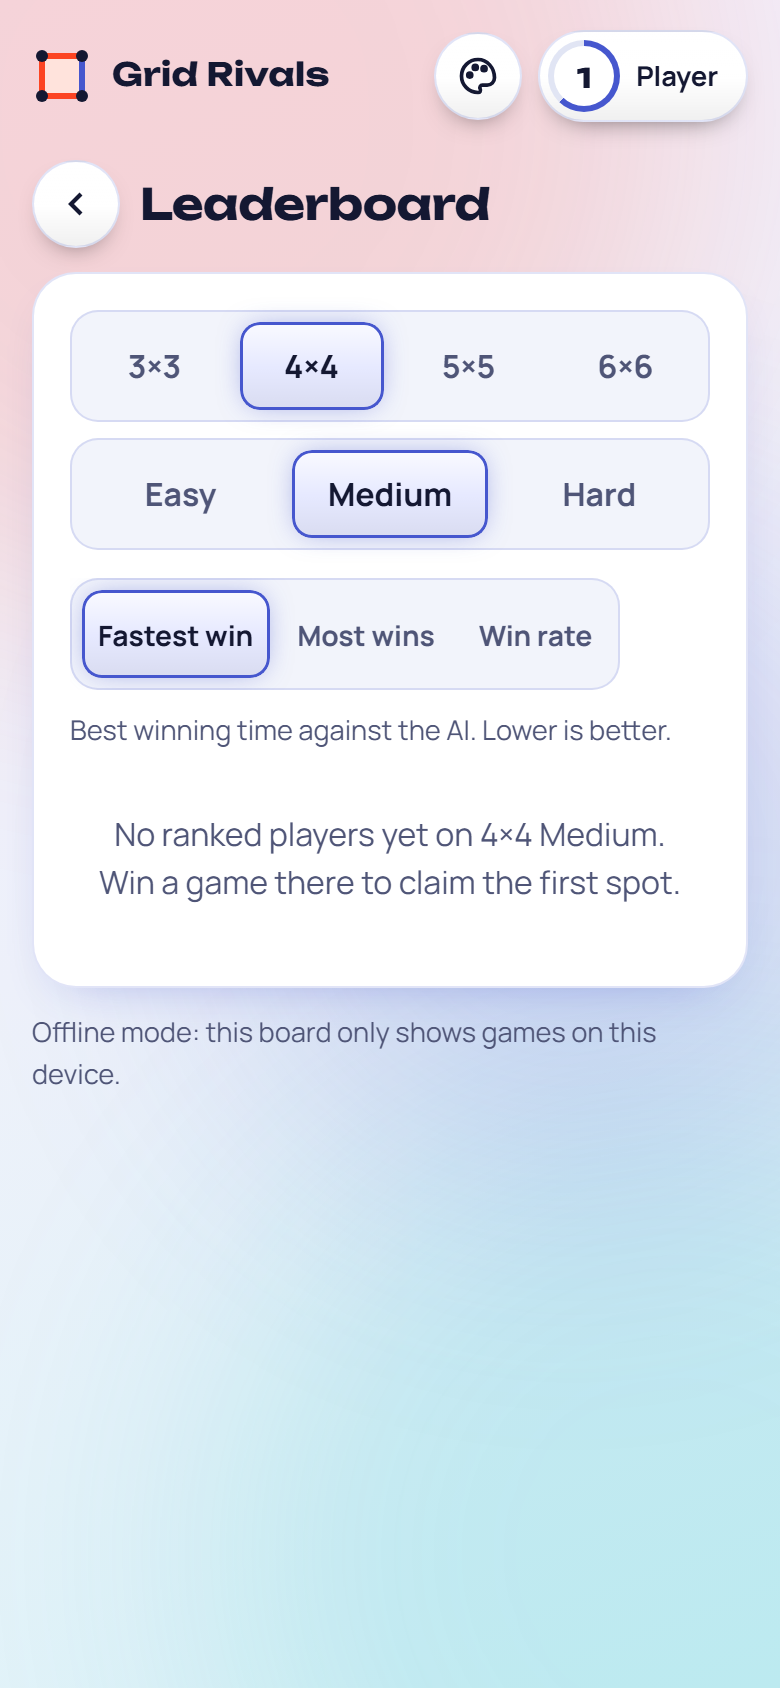 Grid Rivals
1 Player
Leaderboard
3×3 4×4 5×5 6×6
Easy Medium Hard
Fastest win Most wins Win rate
Best winning time against the AI. Lower is better.
No ranked players yet on 4×4 Medium.
Win a game there to claim the first spot.
Offline mode: this board only shows games on this
device.